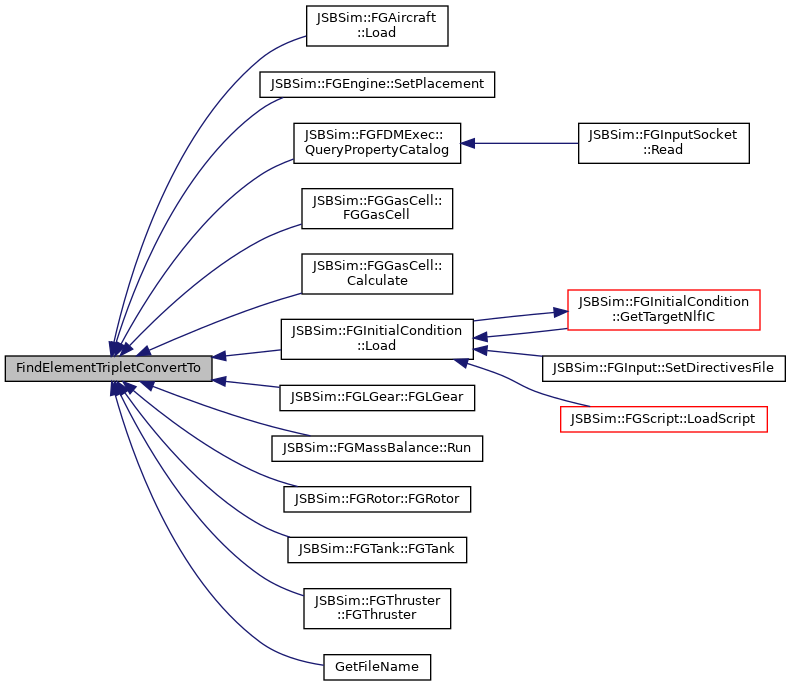 JSBSim::FGAircraft
::Load
JSBSim::FGEngine::SetPlacement
JSBSim::FGFDMExec::
QueryPropertyCatalog
JSBSim::FGInputSocket
::Read
JSBSim::FGGasCell::
FGGasCell
JSBSim::FGGasCell::
Calculate
JSBSim::FGInitialCondition
::GetTargetNlfIC
JSBSim::FGInitialCondition
::Load
FindElementTripletConvertTo
JSBSim::FGInput::SetDirectivesFile
JSBSim::FGLGear::FGLGear
JSBSim::FGScript::LoadScript
JSBSim::FGMassBalance::Run
JSBSim::FGRotor::FGRotor
JSBSim::FGTank::FGTank
JSBSim::FGThruster
::FGThruster
GetFileName